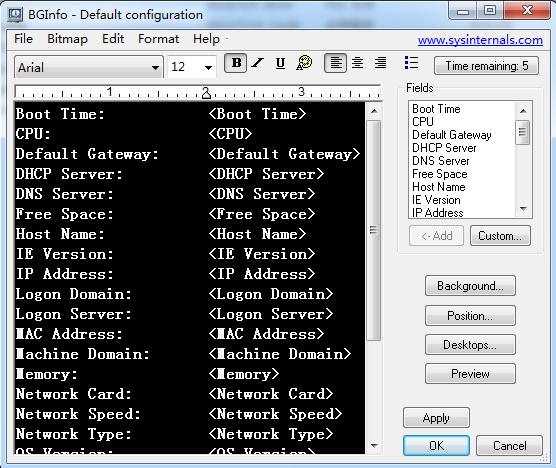 BGInfo - Default configuration
File Bitmap Edit Format Help
www.sysinternals.com
Arial 12 B I U
Time remaining: 5
1 2 3
Boot Time: <Boot Time>
CPU: <CPU>
Default Gateway: <Default Gateway>
DHCP Server: <DHCP Server>
DNS Server: <DNS Server>
Free Space: <Free Space>
Host Name: <Host Name>
IE Version: <IE Version>
IP Address: <IP Address>
Logon Domain: <Logon Domain>
Logon Server: <Logon Server>
MAC Address: <MAC Address>
Machine Domain: <Machine Domain>
Memory: <Memory>
Network Card: <Network Card>
Network Speed: <Network Speed>
Network Type: <Network Type>
OS Version: <OS Version>
Fields
Boot Time
CPU
Default Gateway
DHCP Server
DNS Server
Free Space
Host Name
IE Version
IP Address
<- Add
Custom...
Background...
Position...
Desktops...
Preview
Apply
OK
Cancel